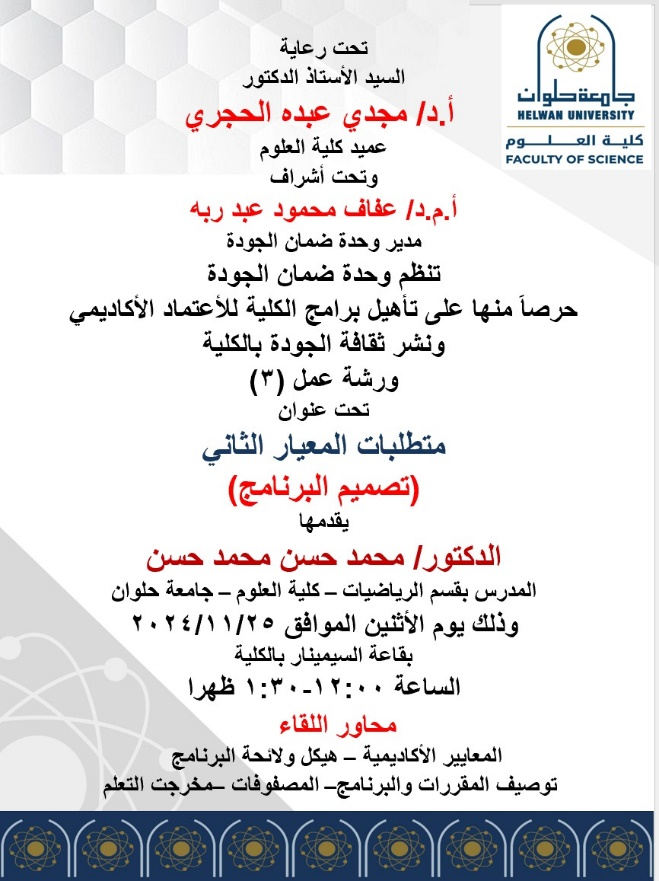 جامعة حلوان
HELWAN UNIVERSITY
كلية العلوم
FACULTY OF SCIENCE
تحت رعاية
السيد الأستاذ الدكتور
أ.د/ مجدي عبده الحجري
عميد كلية العلوم
وتحت أشراف
أ.م.د/ عفاف محمود عبد ربه
مدير وحدة ضمان الجودة
تنظم وحدة ضمان الجودة
حرصاَ منها على تأهيل برامج الكلية للأعتماد الأكاديمي
ونشر ثقافة الجودة بالكلية
ورشة عمل (٣)
تحت عنوان
متطلبات المعيار الثاني
(تصميم البرنامج)
يقدمها
الدكتور/ محمد حسن محمد حسن
المدرس بقسم الرياضيات – كلية العلوم – جامعة حلوان
وذلك يوم الأثنين الموافق ٢٠٢٤/١١/٢٥
بقاعة السيمينار بالكلية
الساعة ١٢:٠٠-١:٣٠ ظهرا
محاور اللقاء
المعايير الأكاديمية – هيكل ولائحة البرنامج
توصيف المقررات والبرنامج– المصفوفات –مخرجت التعلم